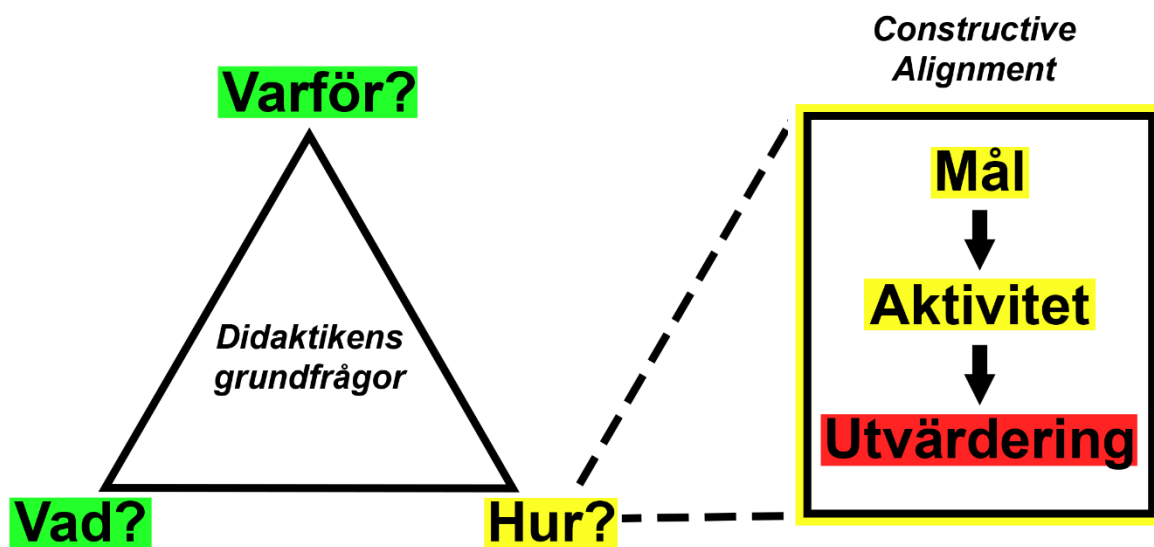 Constructive
Alignment
Varför?
Mål
Aktivitet
Didaktikens
grundfrågor
Utvärdering
Vad?
Hur?